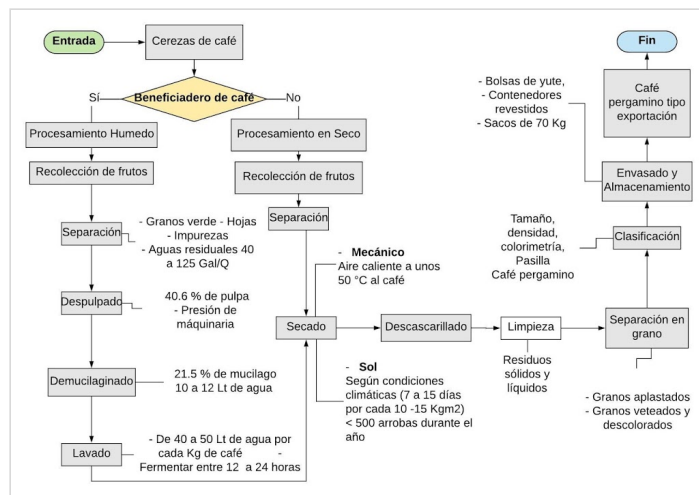 Entrada
Cerezas de café
Beneficiadero de café
Sí
No
Procesamiento Humedo
Recolección de frutos
Separación
- Granos verde - Hojas
- Impurezas
- Aguas residuales 40
a 125 Gal/Q
Despulpado
40.6 % de pulpa
- Presión de
máquinaria
Demucilaginado
21.5 % de mucilago
10 a 12 Lt de agua
Lavado
- De 40 a 50 Lt de agua por
cada Kg de café -
Fermentar entre 12 a 24 horas
Procesamiento en Seco
Recolección de frutos
Separación
Secado
- Mecánico
Aire caliente a unos
50 °C al café
- Sol
Según condiciones
climáticas (7 a 15 días
por cada 10 -15 Kgm2)
< 500 arrobas durante el
año
Descascarillado
Limpieza
Residuos
sólidos y
líquidos
Separación en
grano
- Granos aplastados
- Granos veteados y
descolorados
Clasificación
Tamaño,
densidad,
colorimetría,
Pasilla
Café pergamino
Envasado y
Almacenamiento
- Bolsas de yute,
- Contenedores
revestidos
- Sacos de 70 Kg
Café
pergamino tipo
exportación
Fin